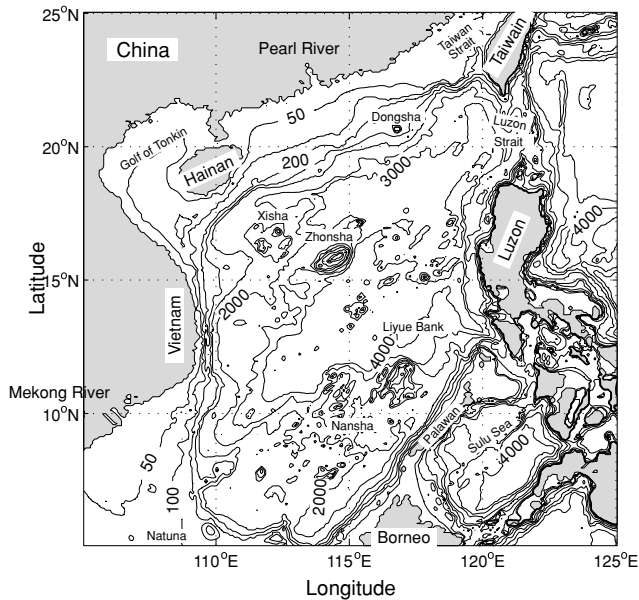 25°N
China
Pearl River
Taiwan
Strait
Taiwain
50
Dongsha
Luzon
Strait
20°N
Golf of Tonkin
Hainan
200
3000
Xisha
Zhonsha
Luzon
4000
15°N
2000
Latitude
Vietnam
Liyue Bank
4000
Mekong River
10°N
Nansha
Palawan
Sulu Sea
4000
50
100
2000
Natuna
Borneo
110°E
115°E
120°E
125°E
Longitude